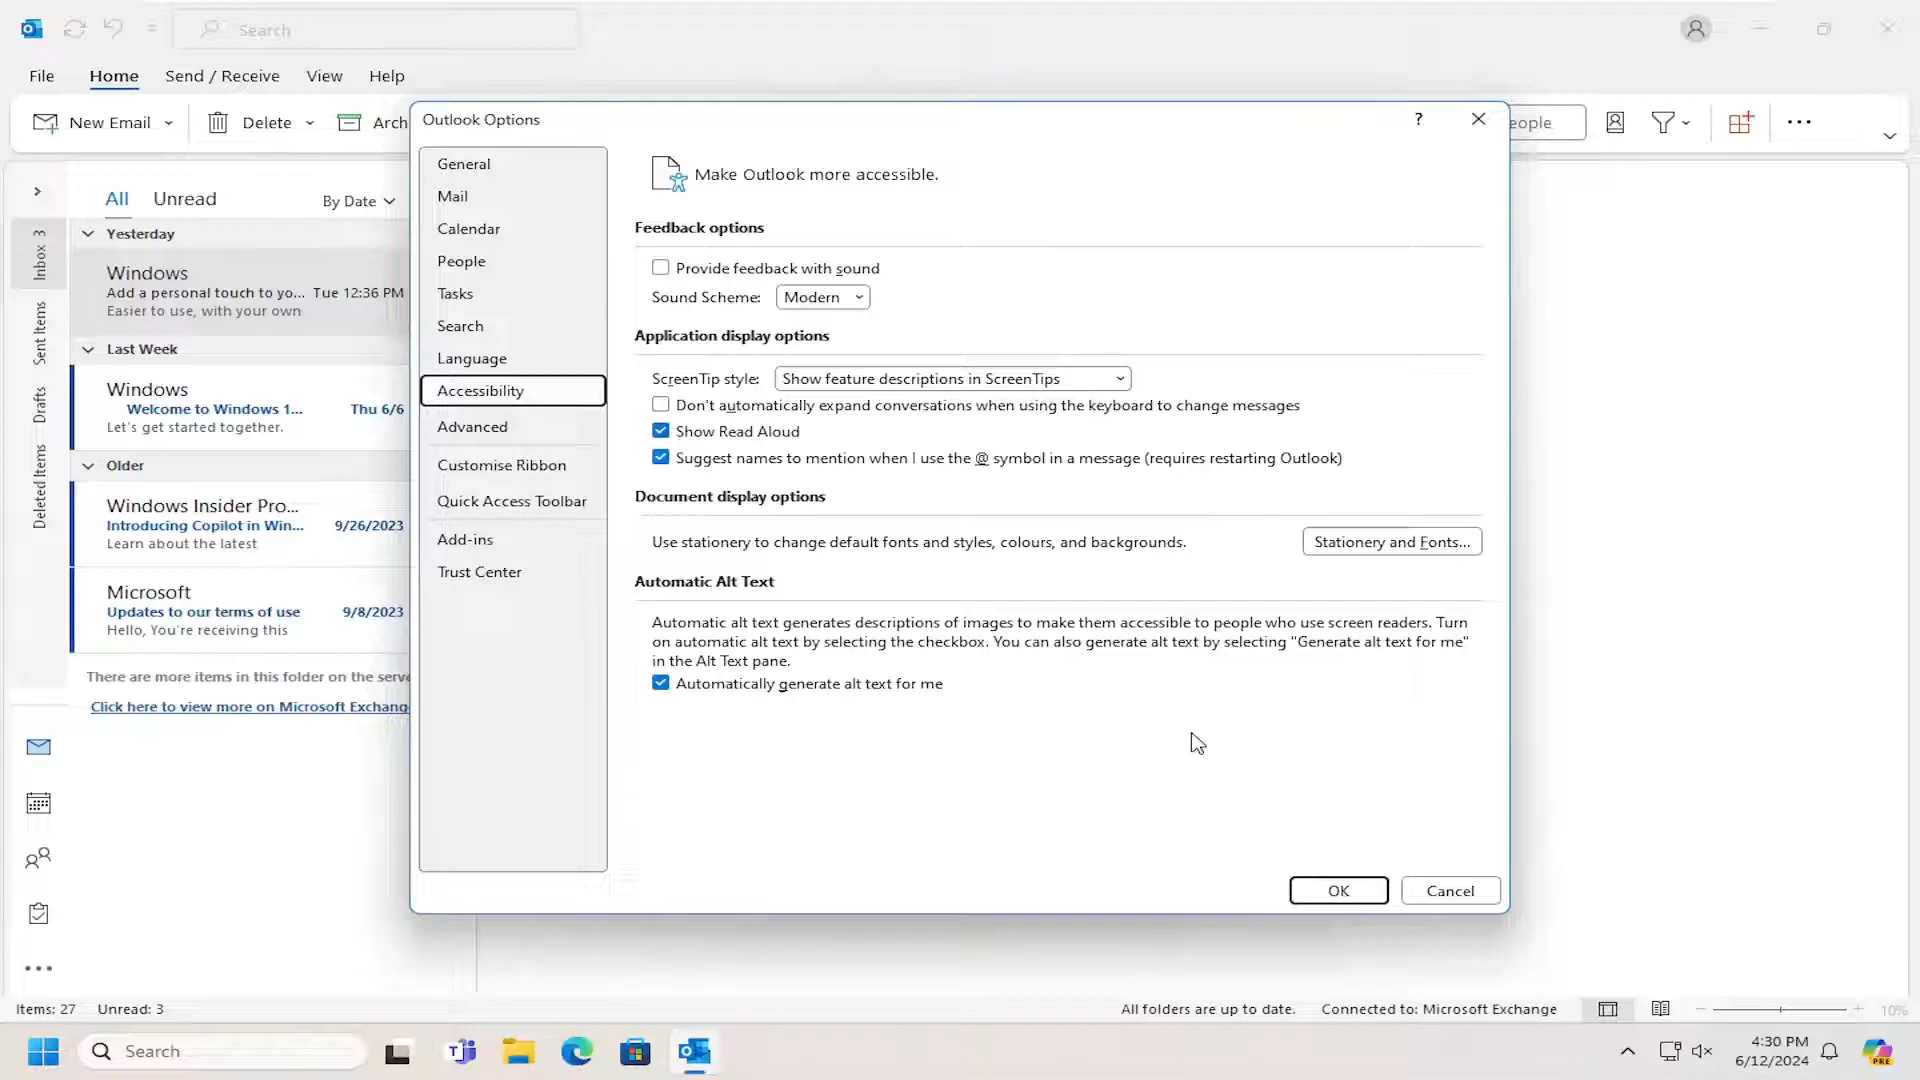 Search
File
Home
Send / Receive
View
Help
New Email
Delete
Arch
eople
All
Unread
By Date
Yesterday
Windows
Add a personal touch to yo... Tue 12:36 PM
Easier to use, with your own
Last Week
Windows
Welcome to Windows 1... Thu 6/6
Let's get started together.
Older
Windows Insider Pro...
Introducing Copilot in Win... 9/26/2023
Learn about the latest
Microsoft
Updates to our terms of use 9/8/2023
Hello, You're receiving this
There are more items in this folder on the serve
Click here to view more on Microsoft Exchang
Inbox 3
Sent Items
Drafts
Deleted Items
Outlook Options
?
General
Mail
Calendar
People
Tasks
Search
Language
Accessibility
Advanced
Customise Ribbon
Quick Access Toolbar
Add-ins
Trust Center
Make Outlook more accessible.
Feedback options
Provide feedback with sound
Sound Scheme: Modern
Application display options
ScreenTip style: Show feature descriptions in ScreenTips
Don't automatically expand conversations when using the keyboard to change messages
Show Read Aloud
Suggest names to mention when I use the @ symbol in a message (requires restarting Outlook)
Document display options
Use stationery to change default fonts and styles, colours, and backgrounds.
Stationery and Fonts...
Automatic Alt Text
Automatic alt text generates descriptions of images to make them accessible to people who use screen readers. Turn
on automatic alt text by selecting the checkbox. You can also generate alt text by selecting "Generate alt text for me"
in the Alt Text pane.
Automatically generate alt text for me
OK
Cancel
Items: 27
Unread: 3
All folders are up to date.
Connected to: Microsoft Exchange
10%
Search
4:30 PM
6/12/2024
PRE